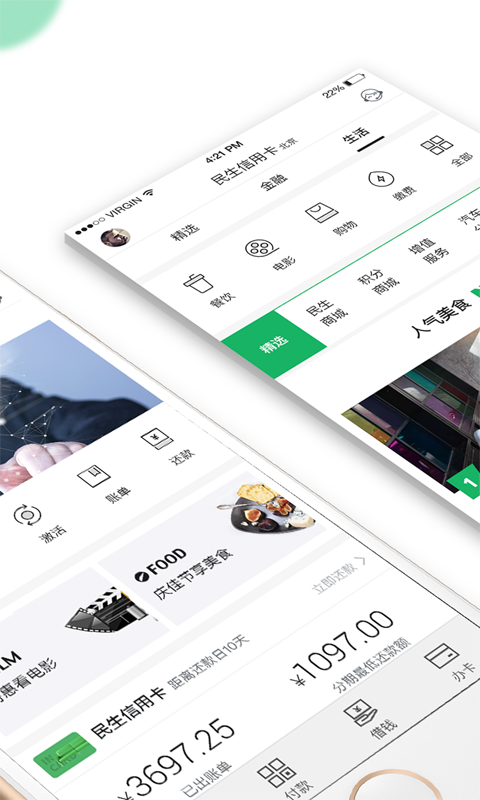 VIRGIN
4:21 PM
22%
民生信用卡 北京
精选
金融
生活
餐饮
电影
购物
缴费
全部
精选
民生
商城
积分
商城
增值
服务
汽车
人气美食
1
激活
账单
还款
惠看电影
FOOD
庆佳节享美食
民生信用卡
距离还款日10天
立即还款
3697.25
已出账单
1097.00
分期最低还款额
付款
借钱
办卡